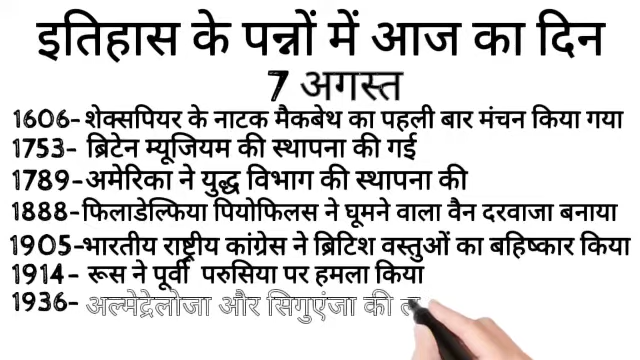 इतिहास के पन्नों में आज का दिन
7 अगस्त
1606- शेक्सपियर के नाटक मैकबेथ का पहली बार मंचन किया गया
1753- ब्रिटेन म्यूजियम की स्थापना की गई
1789-अमेरिका ने युद्ध विभाग की स्थापना की
1888-फिलाडेल्फिया पियोफिलस ने घूमने वाला वैन दरवाजा बनाया
1905-भारतीय राष्ट्रीय कांग्रेस ने ब्रिटिश वस्तुओं का बहिष्कार किया
1914- रूस ने पूर्वी परुसिया पर हमला किया
1936- अल्मेद्रेलोजा और सिगुएंजा की